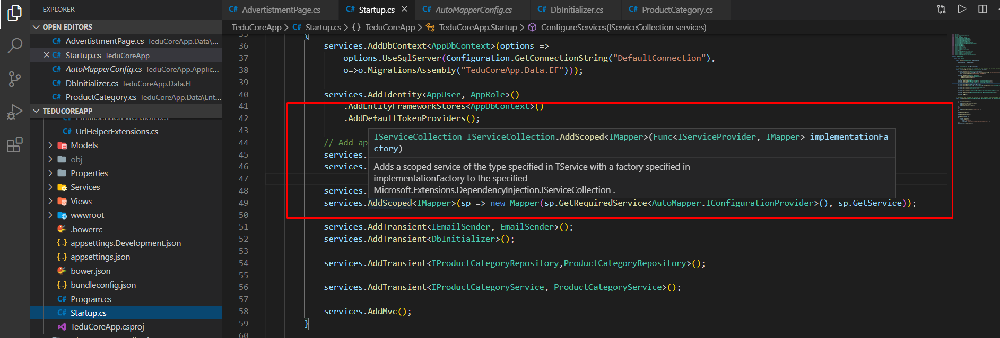 EXPLORER
OPEN EDITORS
AdvertistmentPage.cs TeduCoreApp.Data\...
Startup.cs TeduCoreApp
AutoMapperConfig.cs TeduCoreApp.Applic...
DbInitializer.cs TeduCoreApp.Data.EF
ProductCategory.cs TeduCoreApp.Data\Ent...
TEDUCOREAPP
EmailSenderExtensions.cs
UrlHelperExtensions.cs
Models
obj
Properties
Services
Views
wwwroot
.bowerrc
appsettings.Development.json
appsettings.json
bower.json
bundleconfig.json
Program.cs
Startup.cs
TeduCoreApp.csproj
C# AdvertistmentPage.cs C# Startup.cs C# AutoMapperConfig.cs C# DbInitializer.cs C# ProductCategory.cs
TeduCoreApp > C# Startup.cs > {} TeduCoreApp > TeduCoreApp.Startup > ConfigureServices(IServiceCollection services)
35 {
36 services.AddDbContext<AppDbContext>(options =>
37 options.UseSqlServer(Configuration.GetConnectionString("DefaultConnection"),
38 o=>o.MigrationsAssembly("TeduCoreApp.Data.EF")));
39
40 services.AddIdentity<AppUser, AppRole>()
41 .AddEntityFrameworkStores<AppDbContext>()
42 .AddDefaultTokenProviders();
43
44 // Add ap
45 services.
46 services.
47
48 services.
49 services.AddScoped<IMapper>(sp => new Mapper(sp.GetRequiredService<AutoMapper.IConfigurationProvider>(), sp.GetService));
50
51 services.AddTransient<IEmailSender, EmailSender>();
52 services.AddTransient<DbInitializer>();
53
54 services.AddTransient<IProductCategoryRepository,ProductCategoryRepository>();
55
56 services.AddTransient<IProductCategoryService, ProductCategoryService>();
57
58 services.AddMvc();
59 }
60
IServiceCollection IServiceCollection.AddScoped<IMapper>(Func<IServiceProvider, IMapper> implementationFa
ctory)
Adds a scoped service of the type specified in TService with a factory specified in
implementationFactory to the specified
Microsoft.Extensions.DependencyInjection.IServiceCollection .